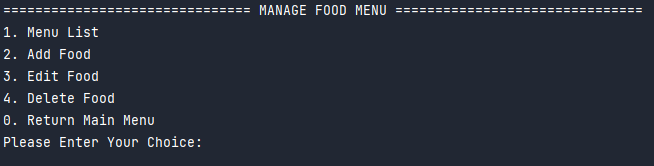 =============================== MANAGE FOOD MENU ===============================
1. Menu List
2. Add Food
3. Edit Food
4. Delete Food
0. Return Main Menu
Please Enter Your Choice: